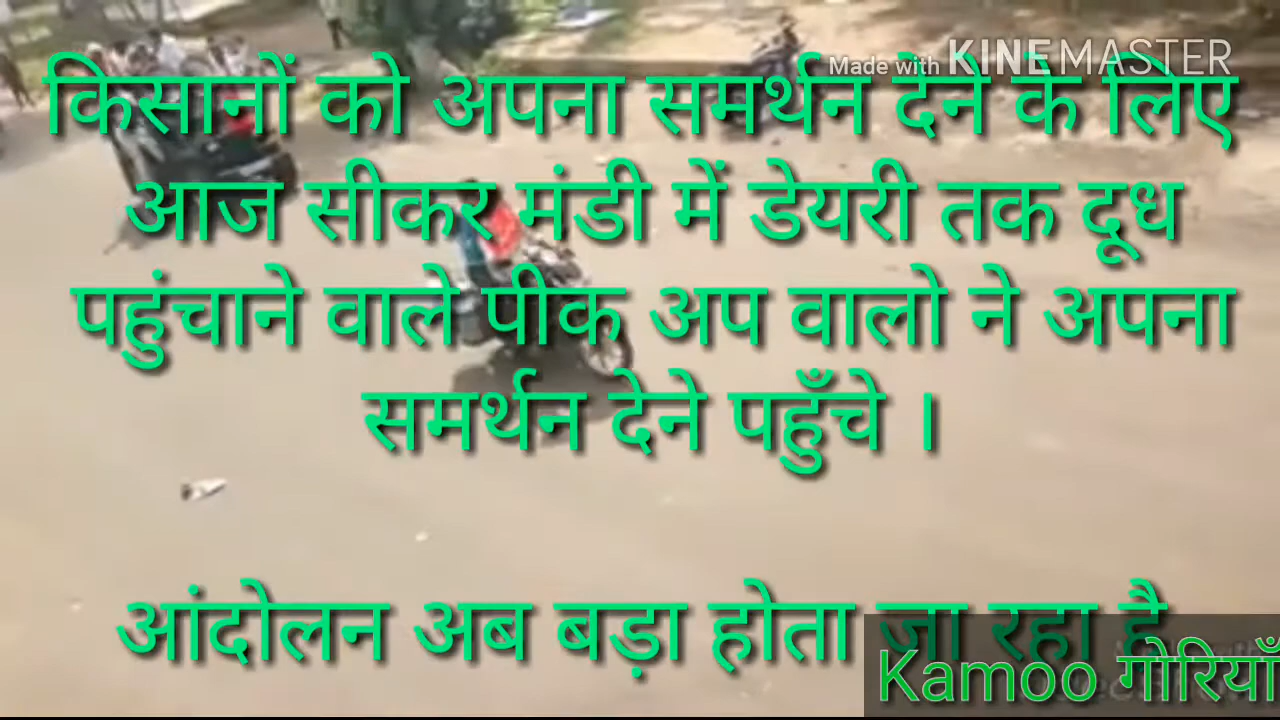 Made with KINEMASTER
किसानों को अपना समर्थन देने के लिए
आज सीकर मंडी में डेयरी तक दूध
पहुंचाने वाले पीक अप वालो ने अपना
समर्थन देने पहुँचे ।
आंदोलन अब बड़ा होता जा रहा है
Kamoo गोरियाँ